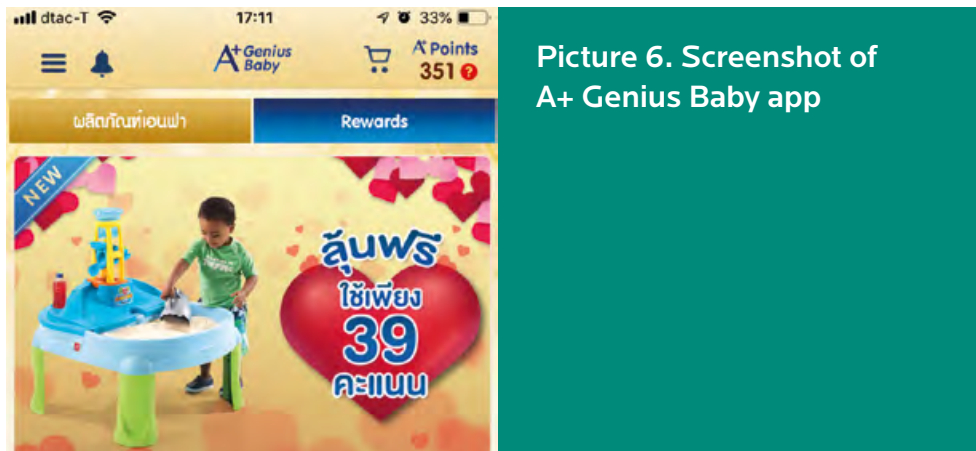 dtac-T
17:11
33%
A+ Genius
Baby
A+ Points
351 ?
ผลิตภัณฑ์เอนฟา
Rewards
NEW
ลุ้นฟรี
ใช้เพียง
39
คะแนน
Picture 6. Screenshot of
A+ Genius Baby app